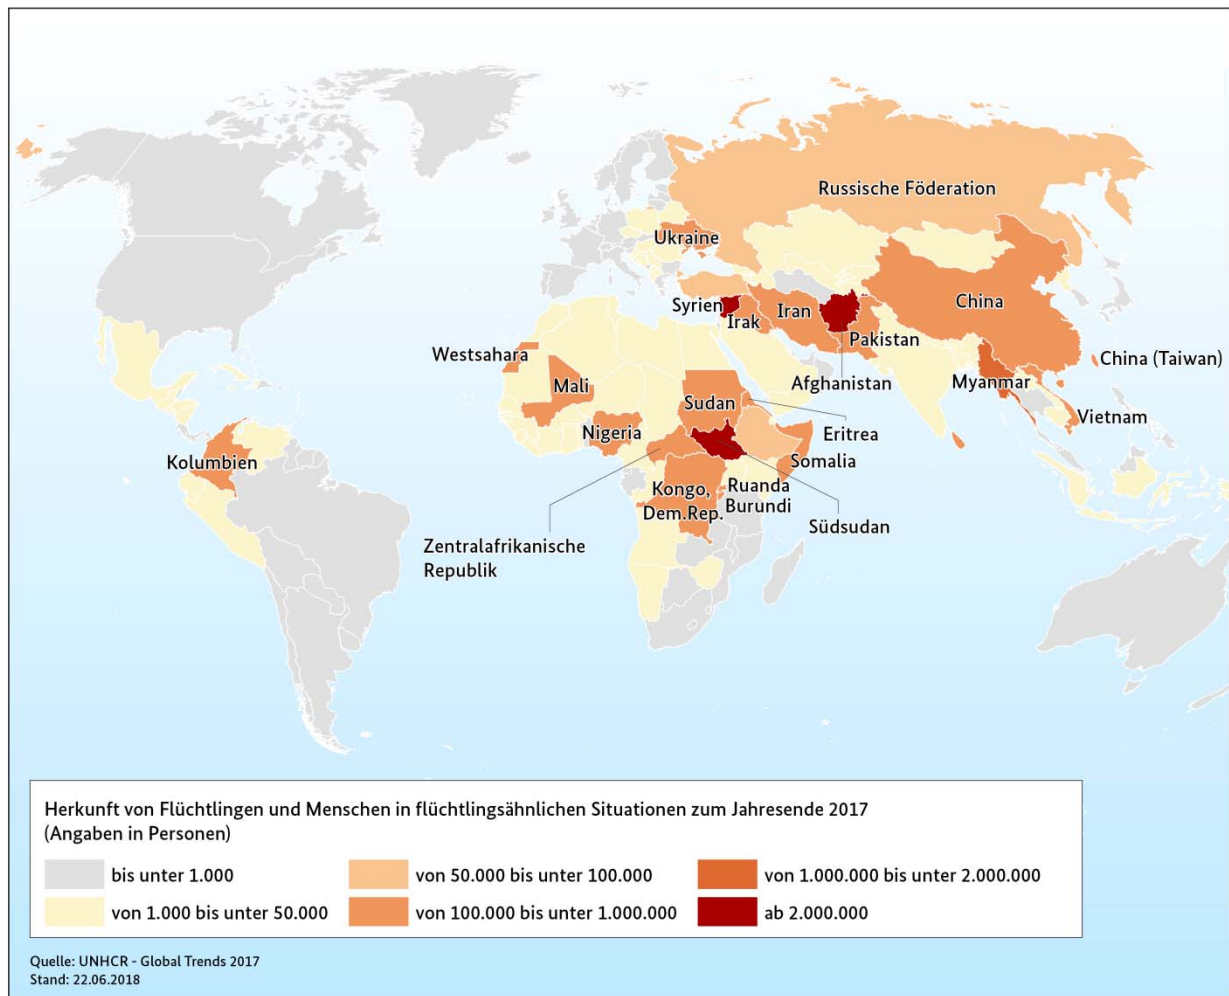 Russische Föderation
Ukraine
Syrien
Irak
Iran
China
Pakistan
Westsahara
Mali
Afghanistan
Myanmar
China (Taiwan)
Sudan
Nigeria
Eritrea
Vietnam
Somalia
Kolumbien
Kongo,
Dem.Rep.
Ruanda
Burundi
Südsudan
Zentralafrikanische
Republik
Herkunft von Flüchtlingen und Menschen in flüchtlingsähnlichen Situationen zum Jahresende 2017
(Angaben in Personen)
bis unter 1.000
von 50.000 bis unter 100.000
von 1.000.000 bis unter 2.000.000
von 1.000 bis unter 50.000
von 100.000 bis unter 1.000.000
ab 2.000.000
Quelle: UNHCR - Global Trends 2017
Stand: 22.06.2018